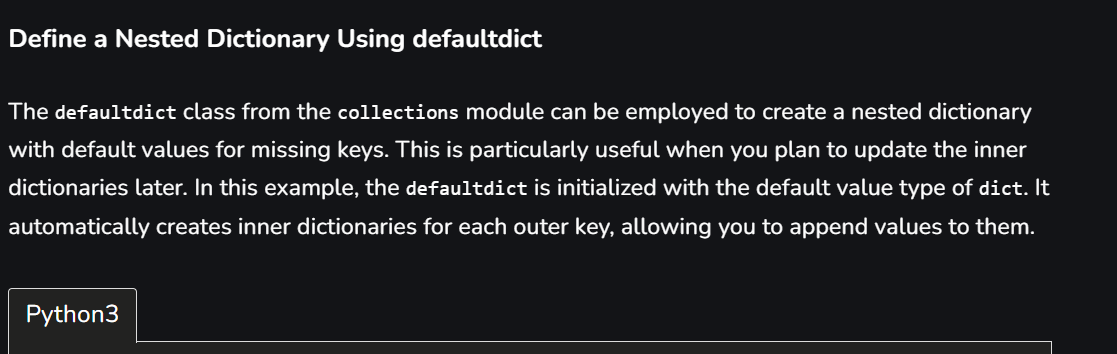 Define a Nested Dictionary Using defaultdict
The defaultdict class from the collections module can be employed to create a nested dictionary
with default values for missing keys. This is particularly useful when you plan to update the inner
dictionaries later. In this example, the defaultdict is initialized with the default value type of dict. It
automatically creates inner dictionaries for each outer key, allowing you to append values to them.
Python3